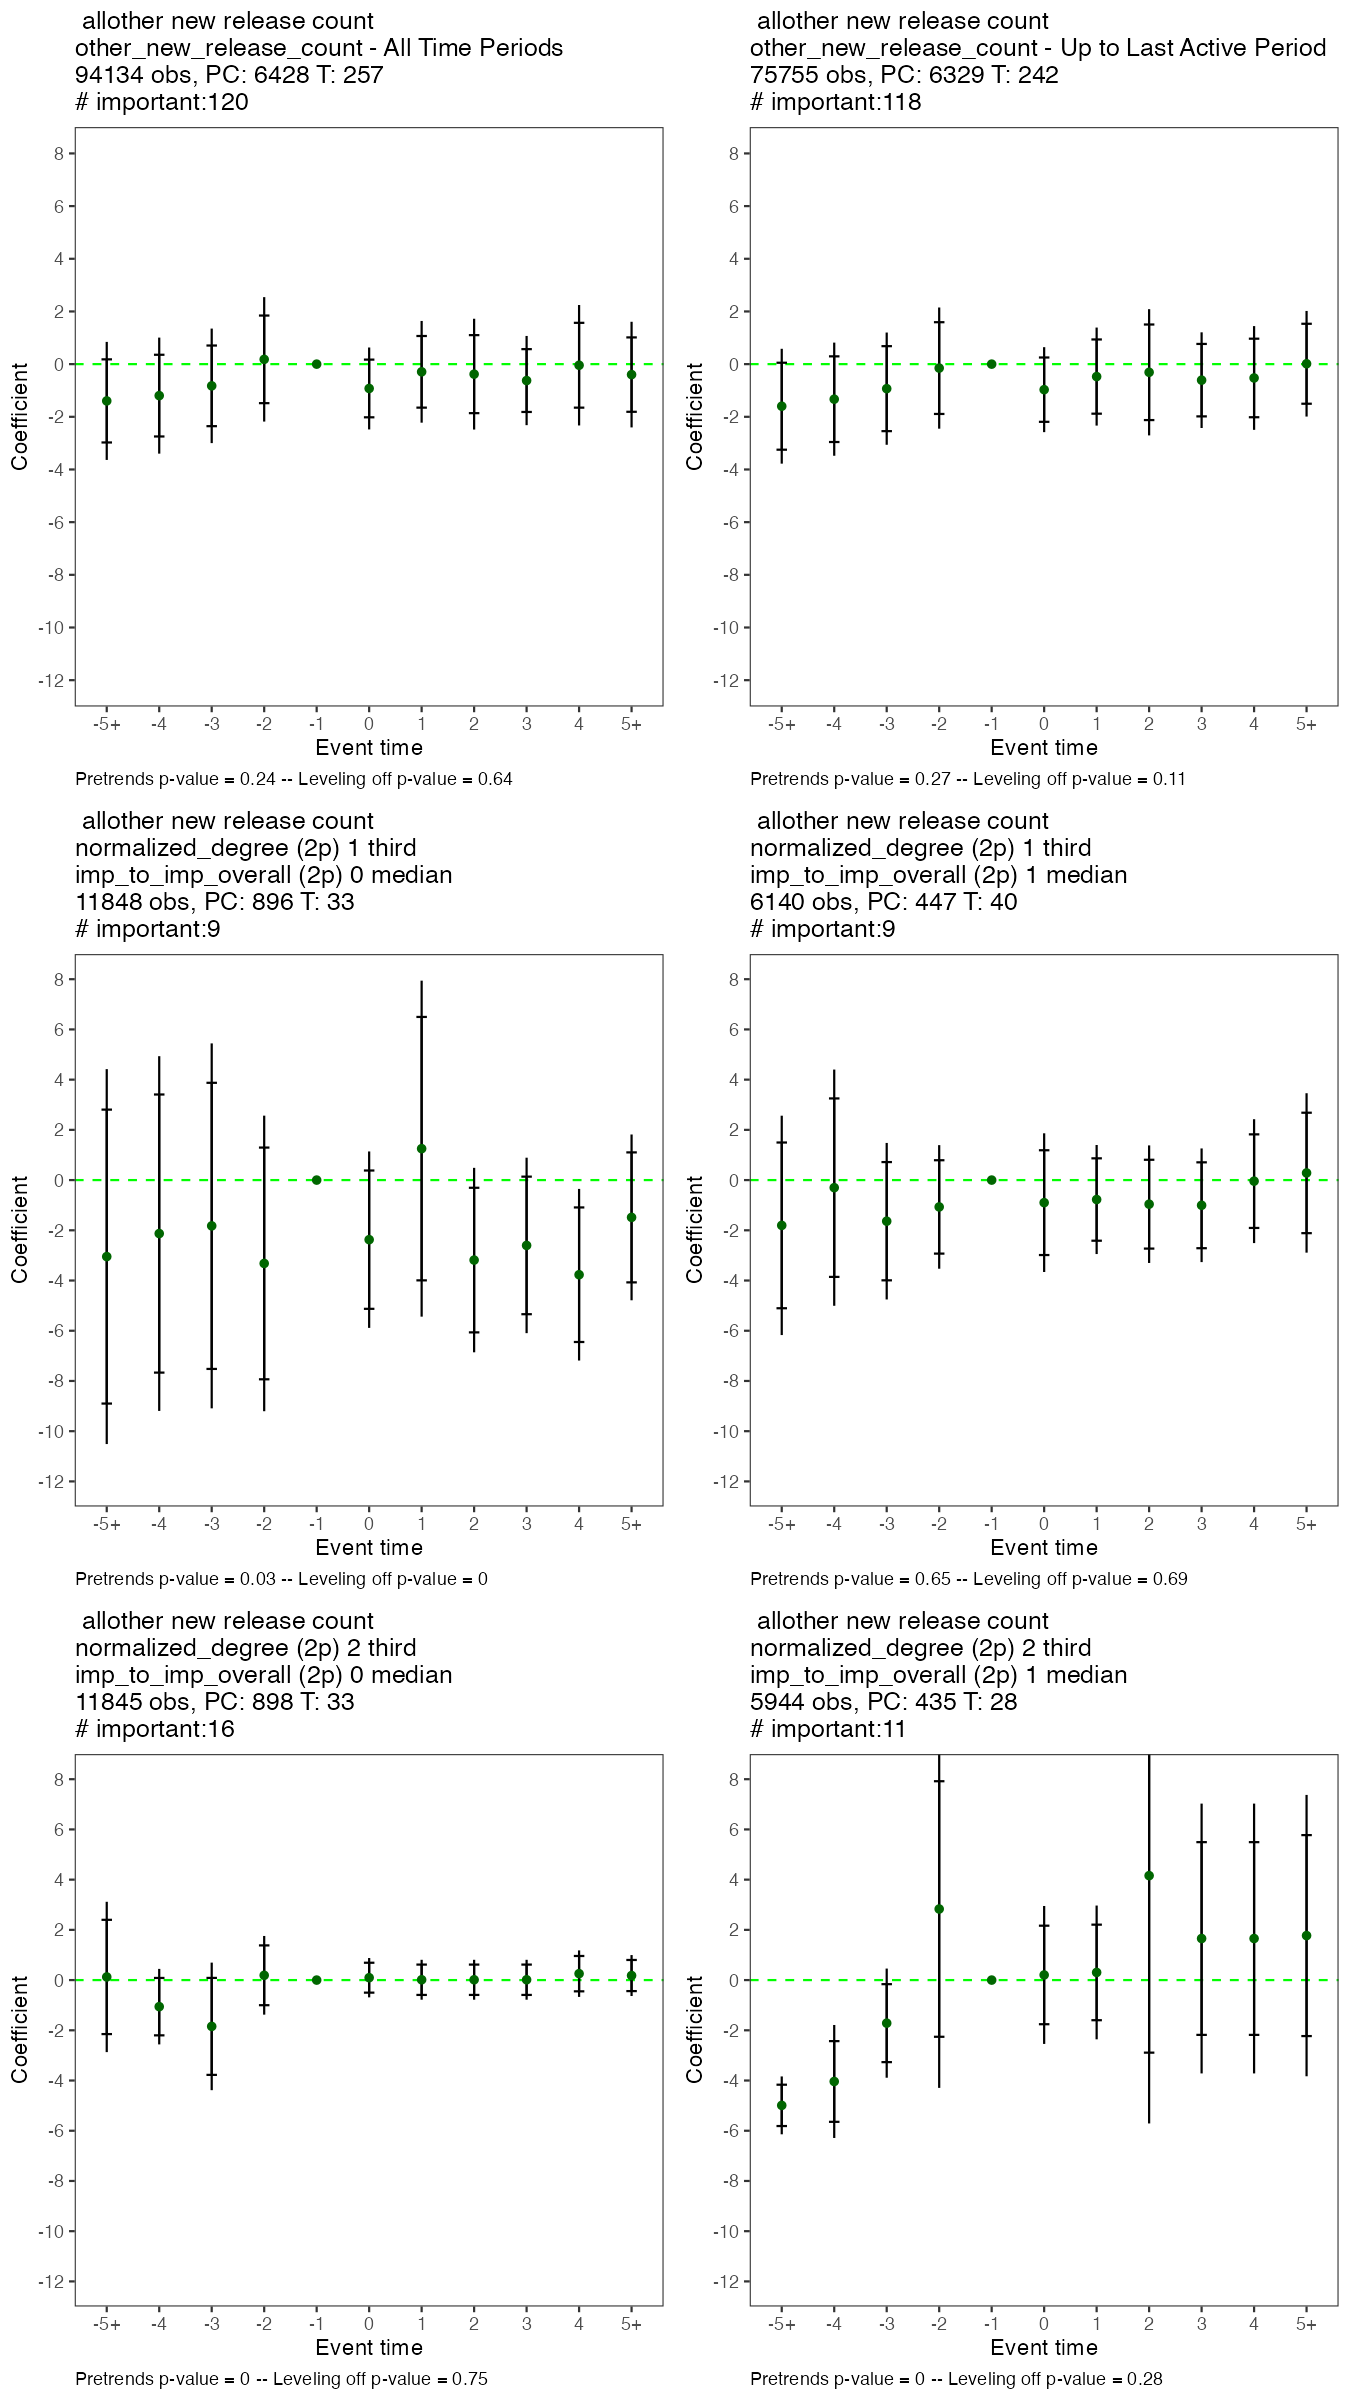 allother new release count
other_new_release_count - All Time Periods
94134 obs, PC: 6428 T: 257
# important:120
8
6
4
2
0
-2
-4
-6
-8
-10
-12
Coefficient
-5+ -4 -3 -2 -1 0 1 2 3 4 5+
Event time
Pretrends p-value = 0.24 -- Leveling off p-value = 0.64
allother new release count
other_new_release_count - Up to Last Active Period
75755 obs, PC: 6329 T: 242
# important:118
8
6
4
2
0
-2
-4
-6
-8
-10
-12
Coefficient
-5+ -4 -3 -2 -1 0 1 2 3 4 5+
Event time
Pretrends p-value = 0.27 -- Leveling off p-value = 0.11
allother new release count
normalized_degree (2p) 1 third
imp_to_imp_overall (2p) 0 median
11848 obs, PC: 896 T: 33
# important:9
8
6
4
2
0
-2
-4
-6
-8
-10
-12
Coefficient
-5+ -4 -3 -2 -1 0 1 2 3 4 5+
Event time
Pretrends p-value = 0.03 -- Leveling off p-value = 0
allother new release count
normalized_degree (2p) 1 third
imp_to_imp_overall (2p) 1 median
6140 obs, PC: 447 T: 40
# important:9
8
6
4
2
0
-2
-4
-6
-8
-10
-12
Coefficient
-5+ -4 -3 -2 -1 0 1 2 3 4 5+
Event time
Pretrends p-value = 0.65 -- Leveling off p-value = 0.69
allother new release count
normalized_degree (2p) 2 third
imp_to_imp_overall (2p) 0 median
11845 obs, PC: 898 T: 33
# important:16
8
6
4
2
0
-2
-4
-6
-8
-10
-12
Coefficient
-5+ -4 -3 -2 -1 0 1 2 3 4 5+
Event time
Pretrends p-value = 0 -- Leveling off p-value = 0.75
allother new release count
normalized_degree (2p) 2 third
imp_to_imp_overall (2p) 1 median
5944 obs, PC: 435 T: 28
# important:11
8
6
4
2
0
-2
-4
-6
-8
-10
-12
Coefficient
-5+ -4 -3 -2 -1 0 1 2 3 4 5+
Event time
Pretrends p-value = 0 -- Leveling off p-value = 0.28